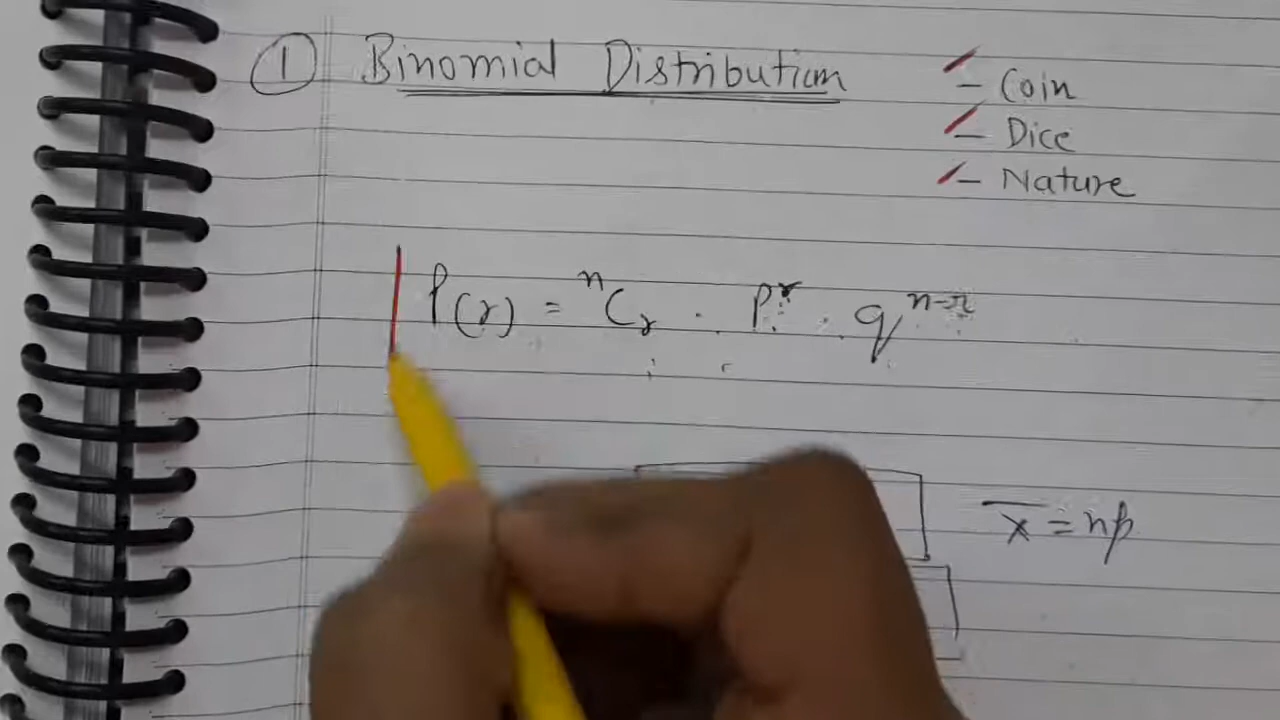 ① Binomial Distribution
- Coin
- Dice
- Nature
P(r) = ⁿCᵣ . Pʳ . qⁿ⁻ʳ
x̄ = np